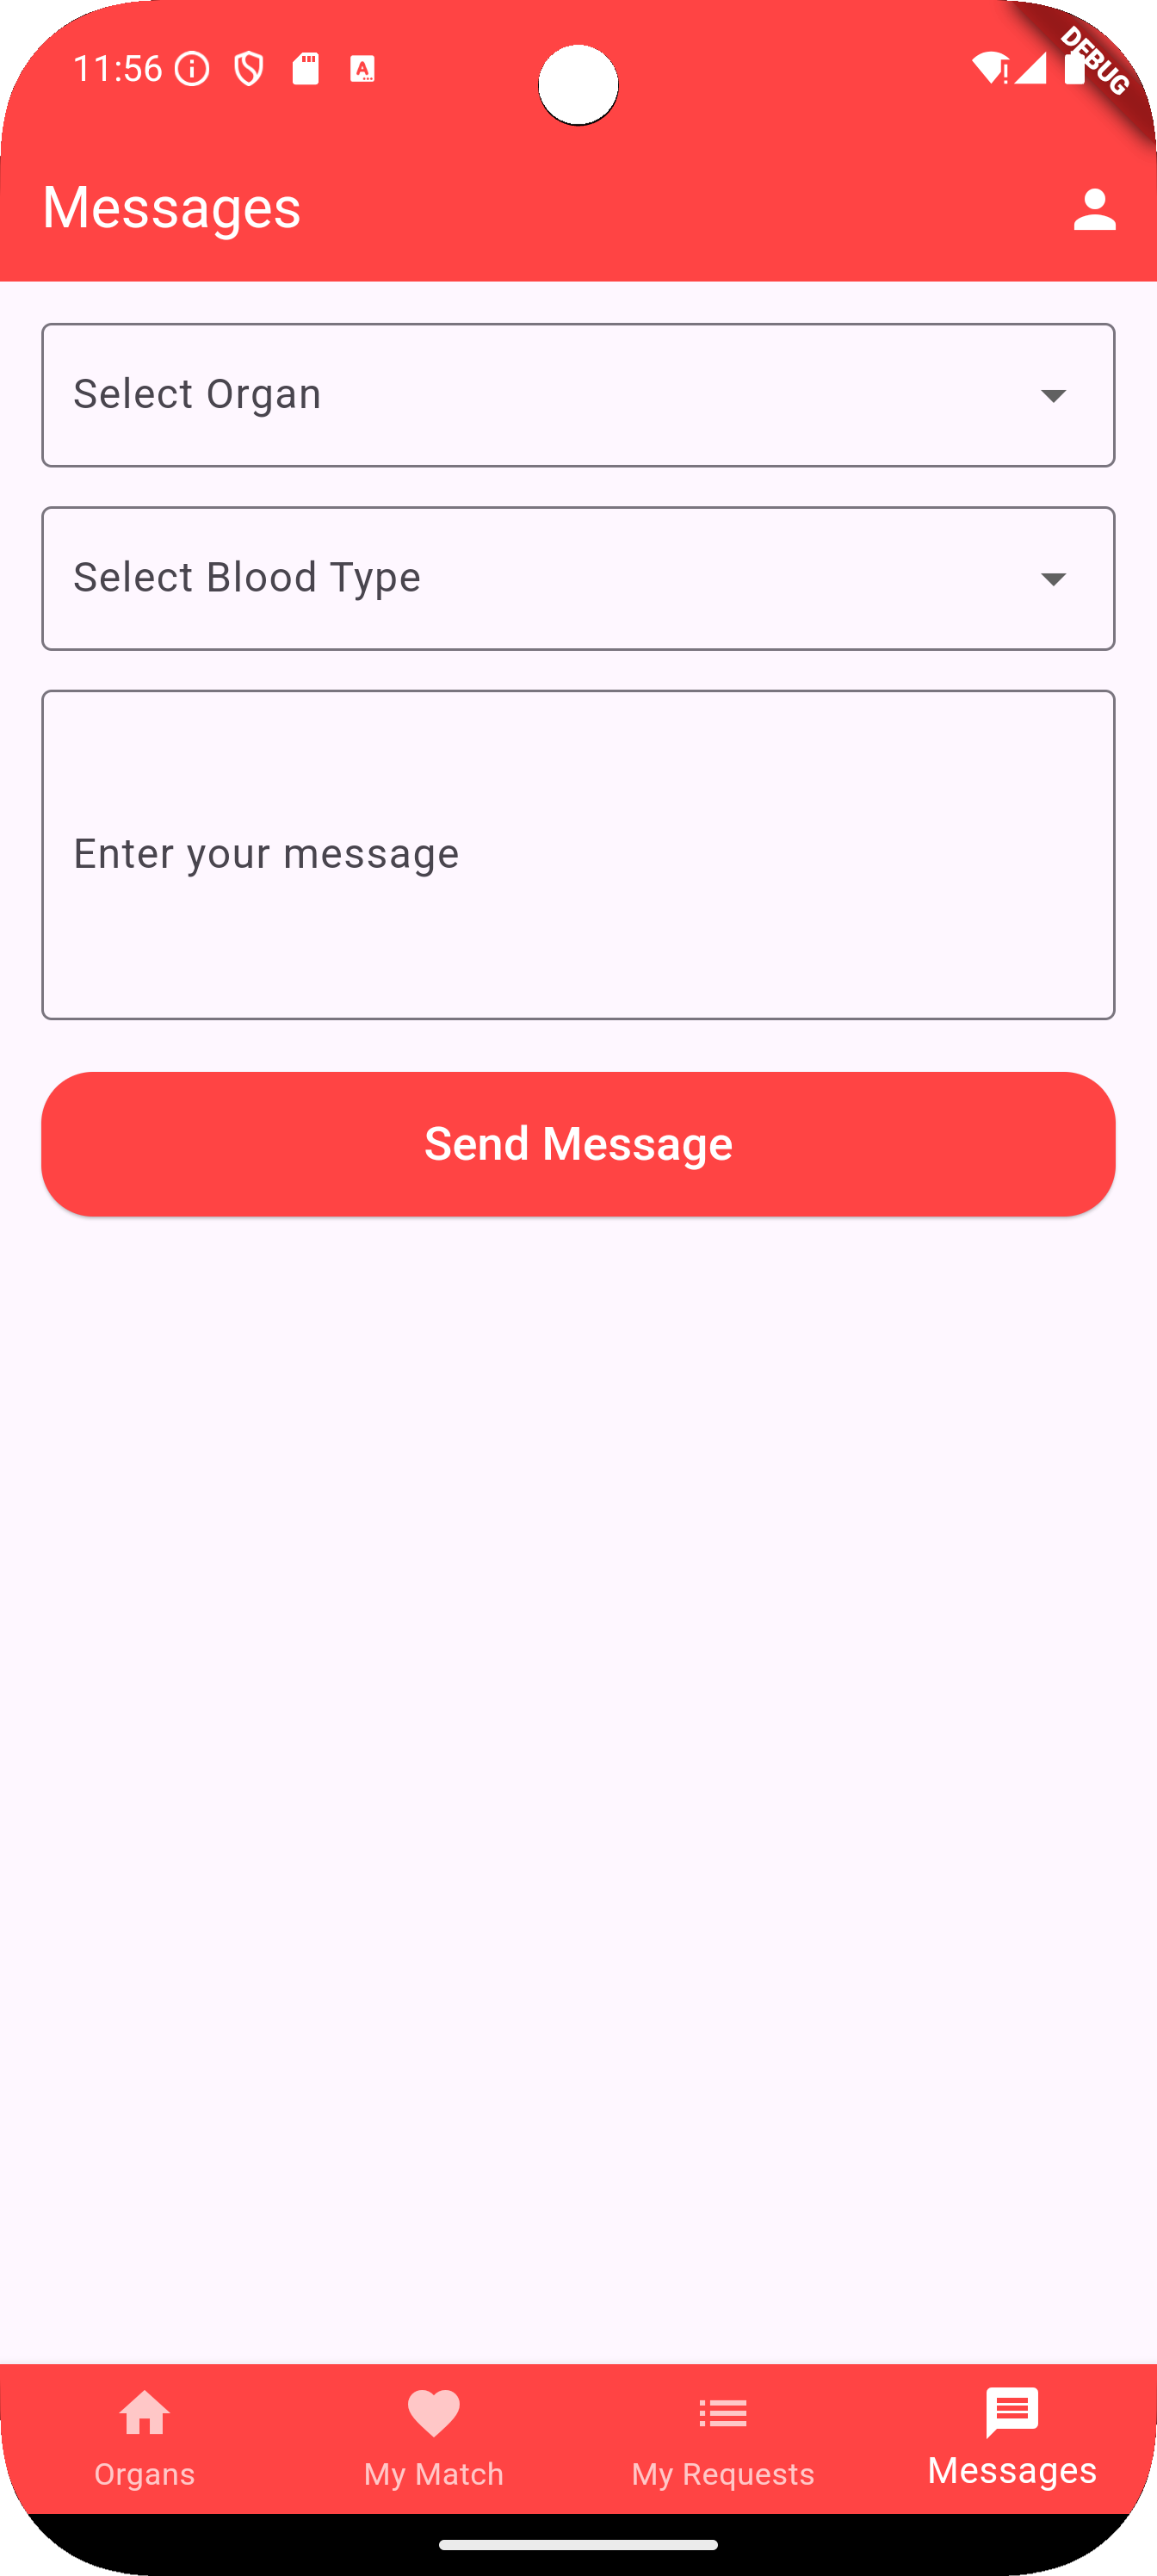 11:56
DEBUG
Messages
Select Organ
Select Blood Type
Enter your message
Send Message
Organs
My Match
My Requests
Messages